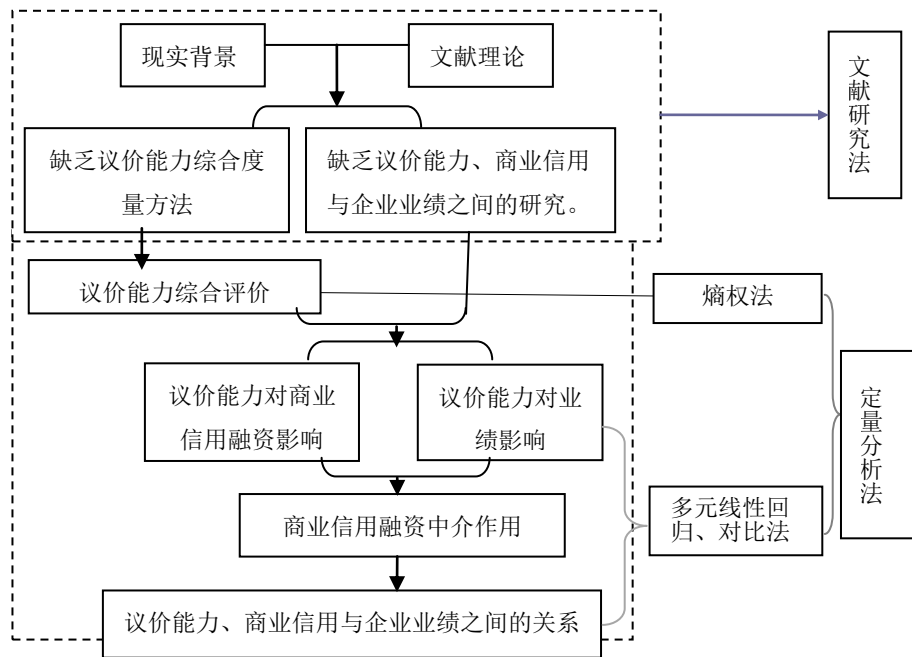 现实背景
文献理论
文献研究法
缺乏议价能力综合度
量方法
缺乏议价能力、商业信用
与企业业绩之间的研究。
议价能力综合评价
熵权法
议价能力对商业
信用融资影响
议价能力对业
绩影响
定量分析法
商业信用融资中介作用
多元线性回
归、对比法
议价能力、商业信用与企业业绩之间的关系